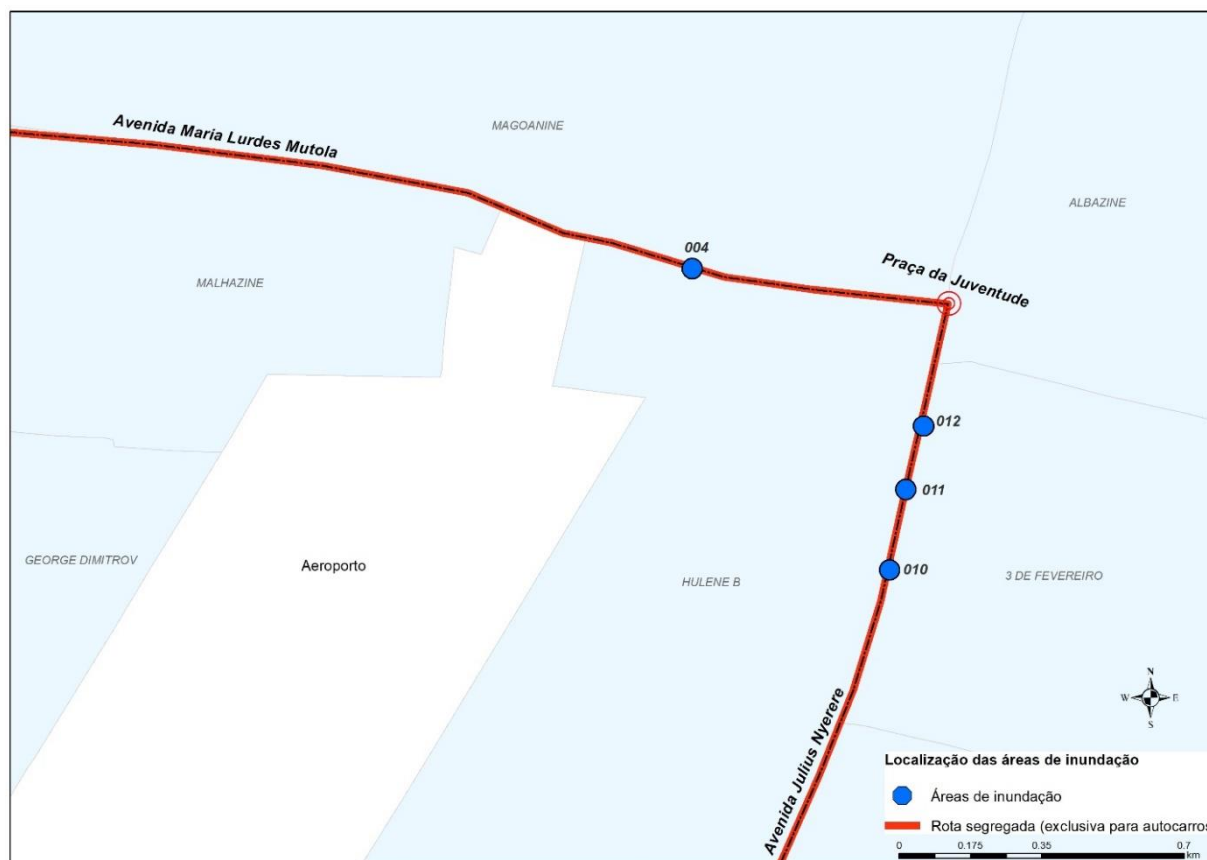 Avenida Maria Lurdes Mutola
MAGOANINE
ALBAZINE
004
Praça da Juventude
MALHAZINE
012
011
GEORGE DIMITROV
Aeroporto
HULENE B
010
3 DE FEVEREIRO
N
W E
S
Avenida Julius Nyerere
Localização das áreas de inundação
Áreas de inundação
Rota segregada (exclusiva para autocarros
0 0.175 0.35 0.7
km